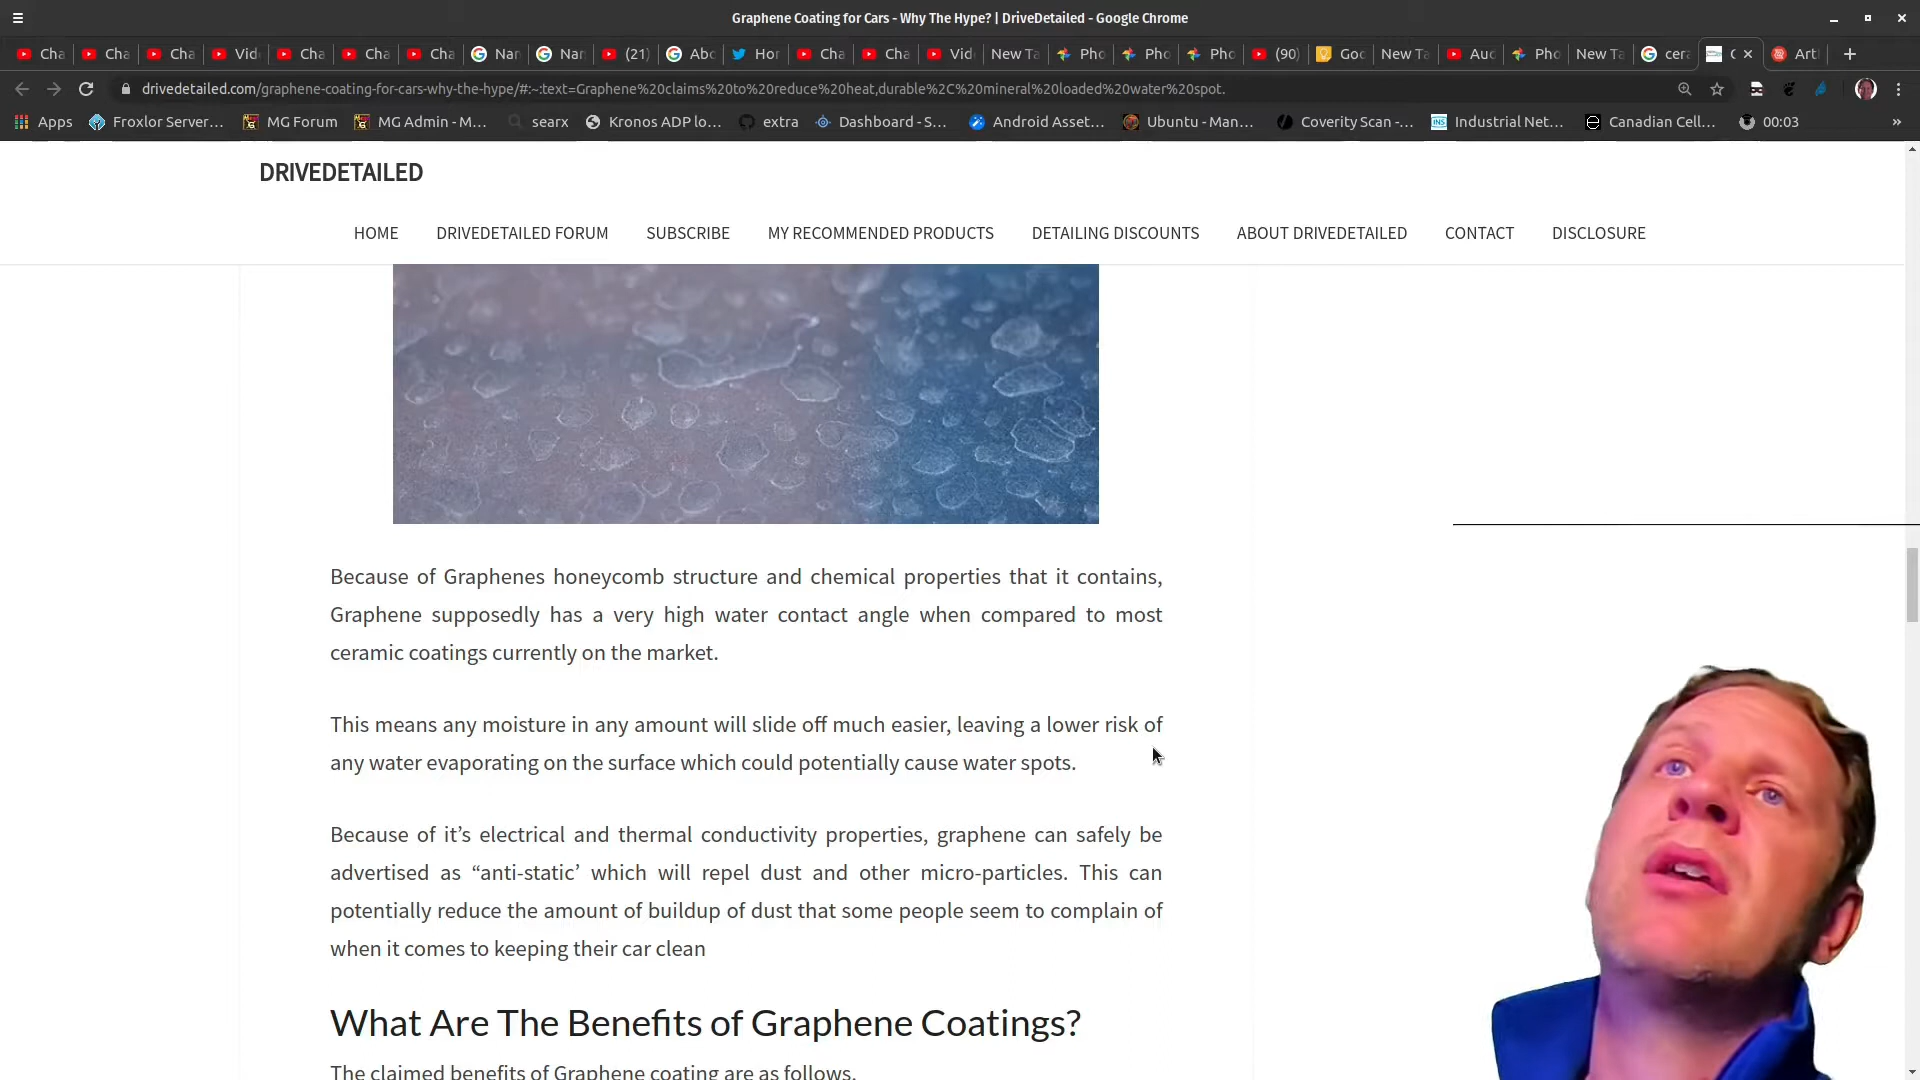 Graphene Coating for Cars - Why The Hype? | DriveDetailed - Google Chrome
Cha Cha Cha Vid Cha Cha Cha Nan Nan (21) Abc Hor Cha Cha Vid New Ta Pho Pho Pho (90) Goo New Ta Aud Pho New Ta cera Arti
drivedetailed.com/graphene-coating-for-cars-why-the-hype/#:~:text=Graphene%20claims%20to%20reduce%20heat,durable%2C%20mineral%20loaded%20water%20spot.
Apps Froxlor Server... MG Forum MG Admin - M... searx Kronos ADP lo... extra Dashboard - S... Android Asset... Ubuntu - Man... Coverity Scan -... INS Industrial Net... Canadian Cell... 00:03 »
DRIVEDETAILED
HOME DRIVEDETAILED FORUM SUBSCRIBE MY RECOMMENDED PRODUCTS DETAILING DISCOUNTS ABOUT DRIVEDETAILED CONTACT DISCLOSURE
Because of Graphenes honeycomb structure and chemical properties that it contains,
Graphene supposedly has a very high water contact angle when compared to most
ceramic coatings currently on the market.
This means any moisture in any amount will slide off much easier, leaving a lower risk of
any water evaporating on the surface which could potentially cause water spots.
Because of it’s electrical and thermal conductivity properties, graphene can safely be
advertised as “anti-static’ which will repel dust and other micro-particles. This can
potentially reduce the amount of buildup of dust that some people seem to complain of
when it comes to keeping their car clean
What Are The Benefits of Graphene Coatings?
The claimed benefits of Graphene coating are as follows.